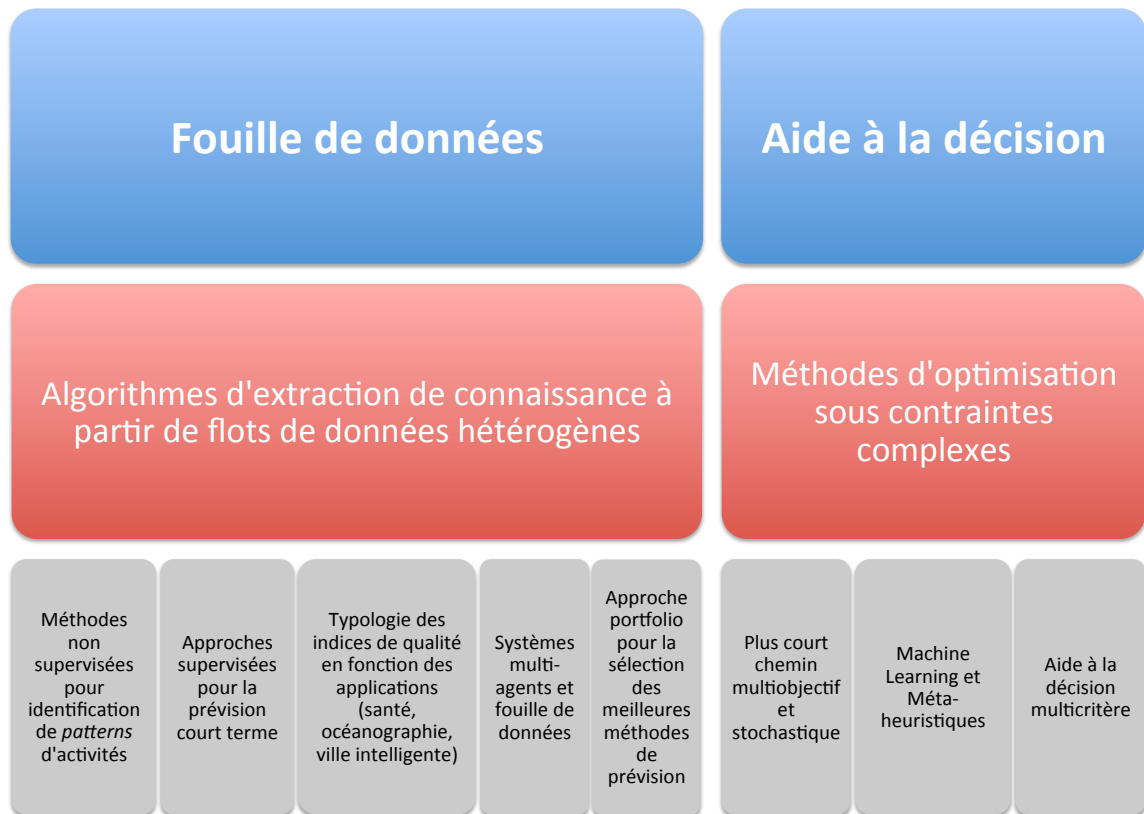 Fouille de données
Aide à la décision
Algorithmes d'extraction de connaissance à
partir de flots de données hétérogènes
Méthodes d'optimisation
sous contraintes
complexes
Méthodes
non
supervisées
pour
identification
de patterns
d'activités
Approches
supervisées
pour la
prévision
court terme
Typologie des
indices de qualité
en fonction des
applications
(santé,
océanographie,
ville intelligente)
Systèmes
multi-
agents et
fouille de
données
Approche
portfolio
pour la
sélection
des
meilleures
méthodes
de
prévision
Plus court
chemin
multiobjectif
et
stochastique
Machine
Learning et
Méta-
heuristiques
Aide à la
décision
multicritère